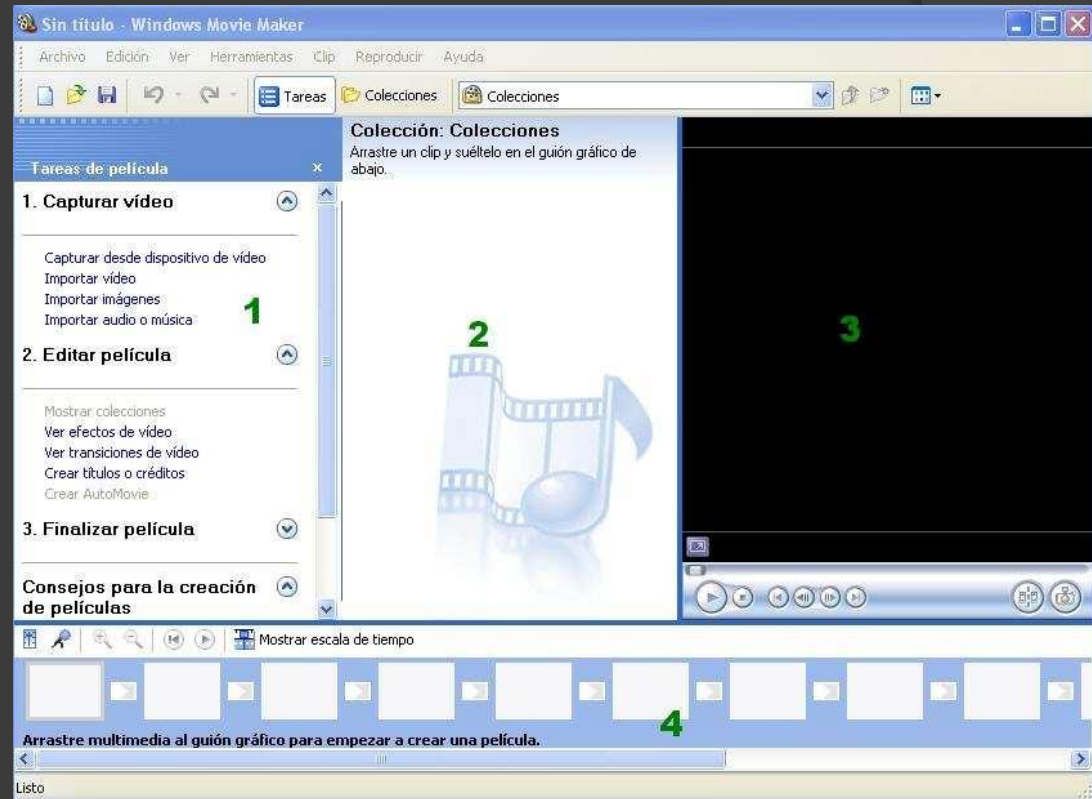 Sin título - Windows Movie Maker
Archivo Edición Ver Herramientas Clip Reproducir Ayuda
Tareas Colecciones Colecciones
Tareas de película
1. Capturar vídeo
Capturar desde dispositivo de vídeo
Importar vídeo
Importar imágenes
Importar audio o música
1
2. Editar película
Mostrar colecciones
Ver efectos de vídeo
Ver transiciones de vídeo
Crear títulos o créditos
Crear AutoMovie
3. Finalizar película
Consejos para la creación
de películas
Colección: Colecciones
Arrastre un clip y suéltelo en el guión gráfico de
abajo.
2
3
Mostrar escala de tiempo
4
Arrastre multimedia al guión gráfico para empezar a crear una película.
Listo